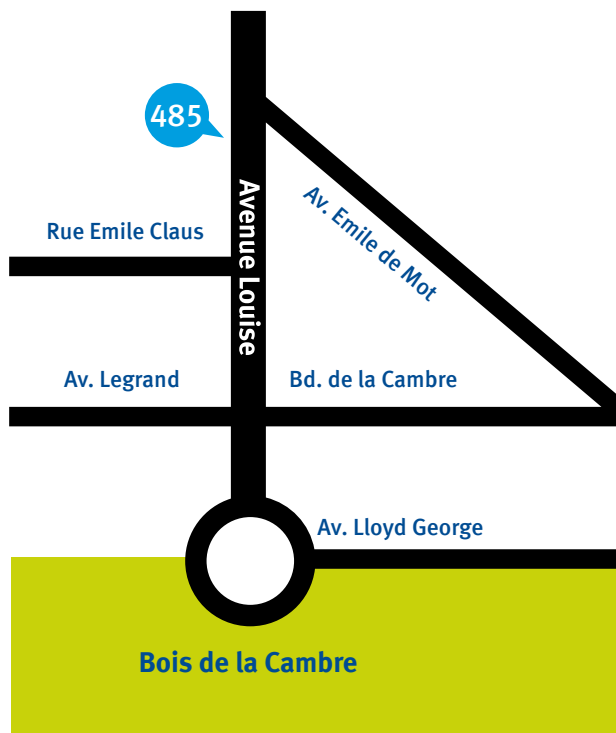 485
Avenue Louise
Av. Emile de Mot
Rue Emile Claus
Av. Legrand
Bd. de la Cambre
Av. Lloyd George
Bois de la Cambre